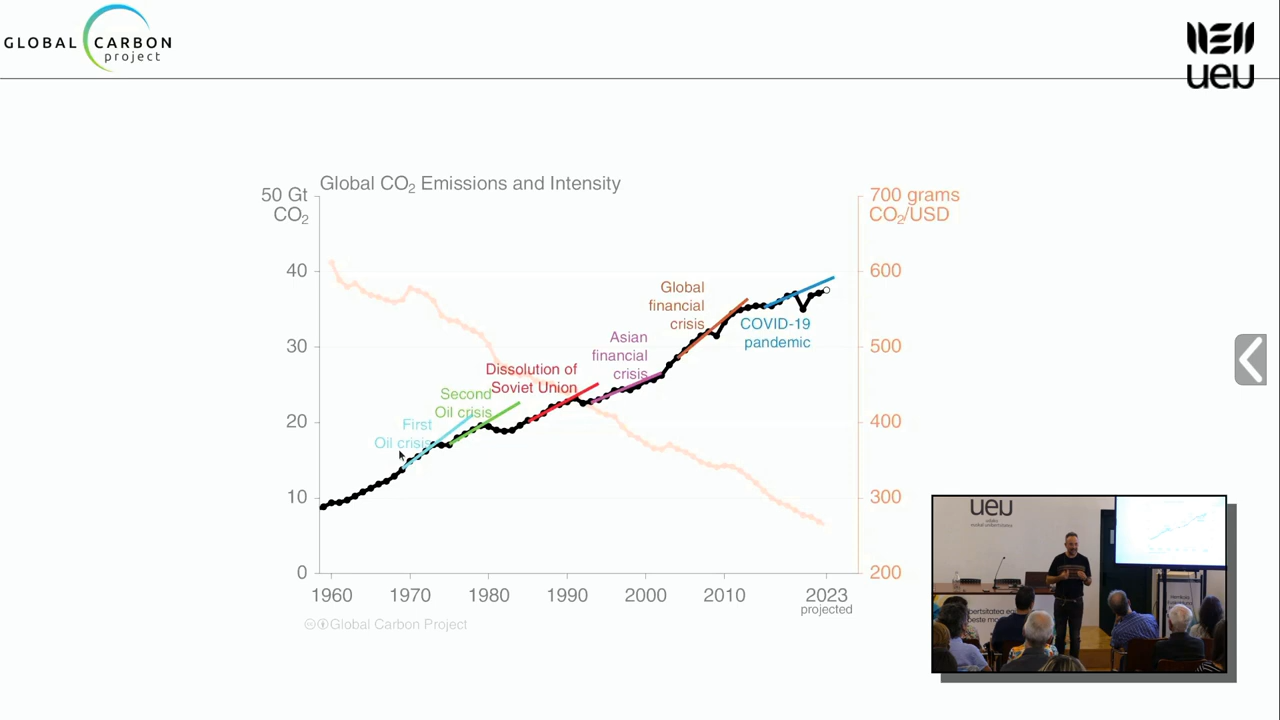 GLOBAL CARBON
project
ueu
Global CO₂ Emissions and Intensity
50 Gt
CO₂
40
30
20
10
0
700 grams
CO₂/USD
600
500
400
300
200
First
Oil crisis
Second
Oil crisis
Dissolution of
Soviet Union
Asian
financial
crisis
Global
financial
crisis
COVID-19
pandemic
1960
1970
1980
1990
2000
2010
2023
projected
Global Carbon Project
ueu